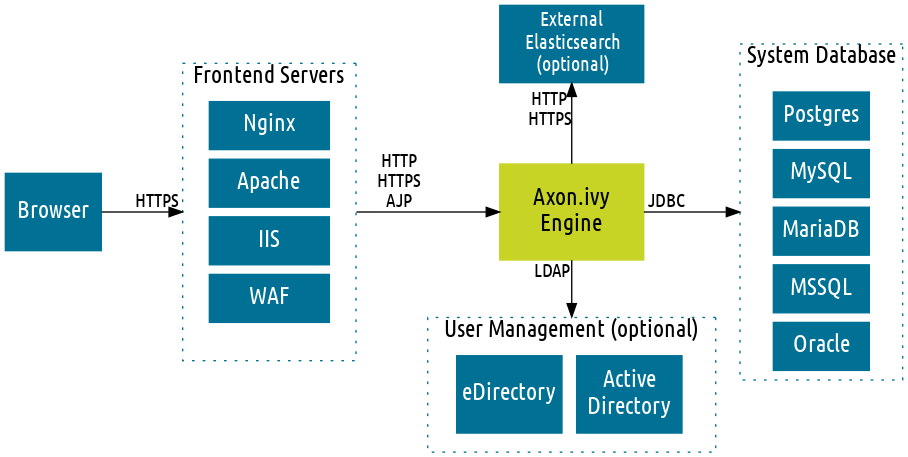 External
Elasticsearch
(optional)
System Database
Frontend Servers
HTTP
HTTPS
Nginx
Postgres
Apache
HTTP
HTTPS
AJP
MySQL
Browser
HTTPS
Axon.ivy
Engine
JDBC
IIS
MariaDB
WAF
LDAP
MSSQL
User Management (optional)
Oracle
eDirectory
Active
Directory